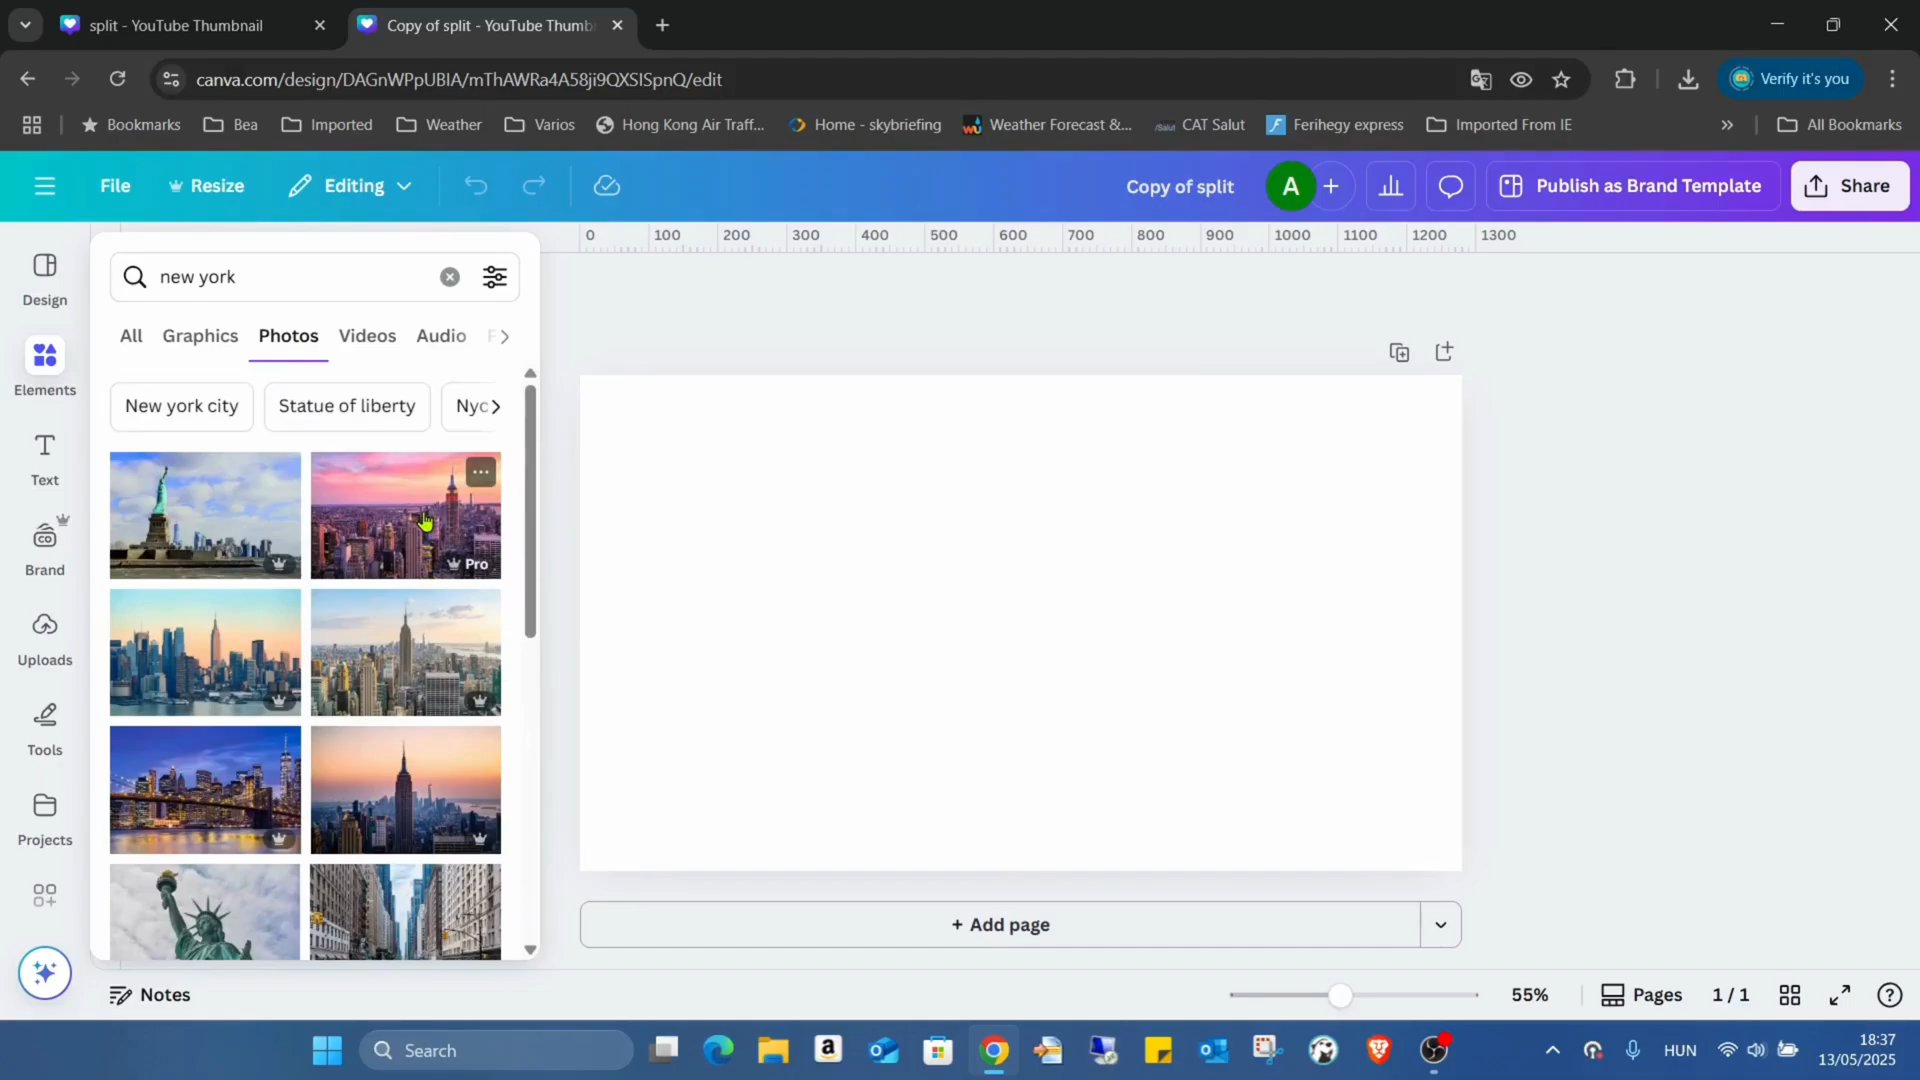 split - YouTube Thumbnail
Copy of split - YouTube Thumb
canva.com/design/DAGnWPpUBIA/mThAWRa4A58ji9QXSISpnQ/edit
Verify it's you
Bookmarks
Bea
Imported
Weather
Varios
Hong Kong Air Traff...
Home - skybriefing
Weather Forecast &...
CAT Salut
Ferihegy express
Imported From IE
»
All Bookmarks
File
Resize
Editing
Copy of split
A
Publish as Brand Template
Share
0 100 200 300 400 500 600 700 800 900 1000 1100 1200 1300
Design
Elements
Text
Brand
Uploads
Tools
Projects
new york
All Graphics Photos Videos Audio
New york city
Statue of liberty
Nyc
Pro
+ Add page
Notes
55%
Pages
1 / 1
Search
HUN
18:37
13/05/2025